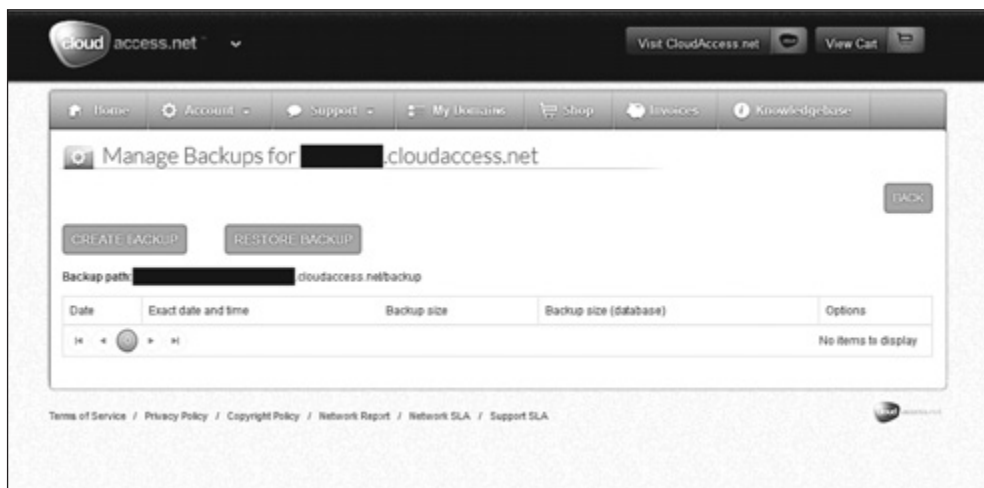 cloud access.net
Visit CloudAccess.net
View Cart
Home Account Support My Domains Shop Invoices Knowledgebase
Manage Backups for .cloudaccess.net
BACK
CREATE BACKUP RESTORE BACKUP
Backup path: .cloudaccess.net/backup
Date Exact date and time Backup size Backup size (database) Options
No items to display
Terms of Service / Privacy Policy / Copyright Policy / Network Report / Network SLA / Support SLA